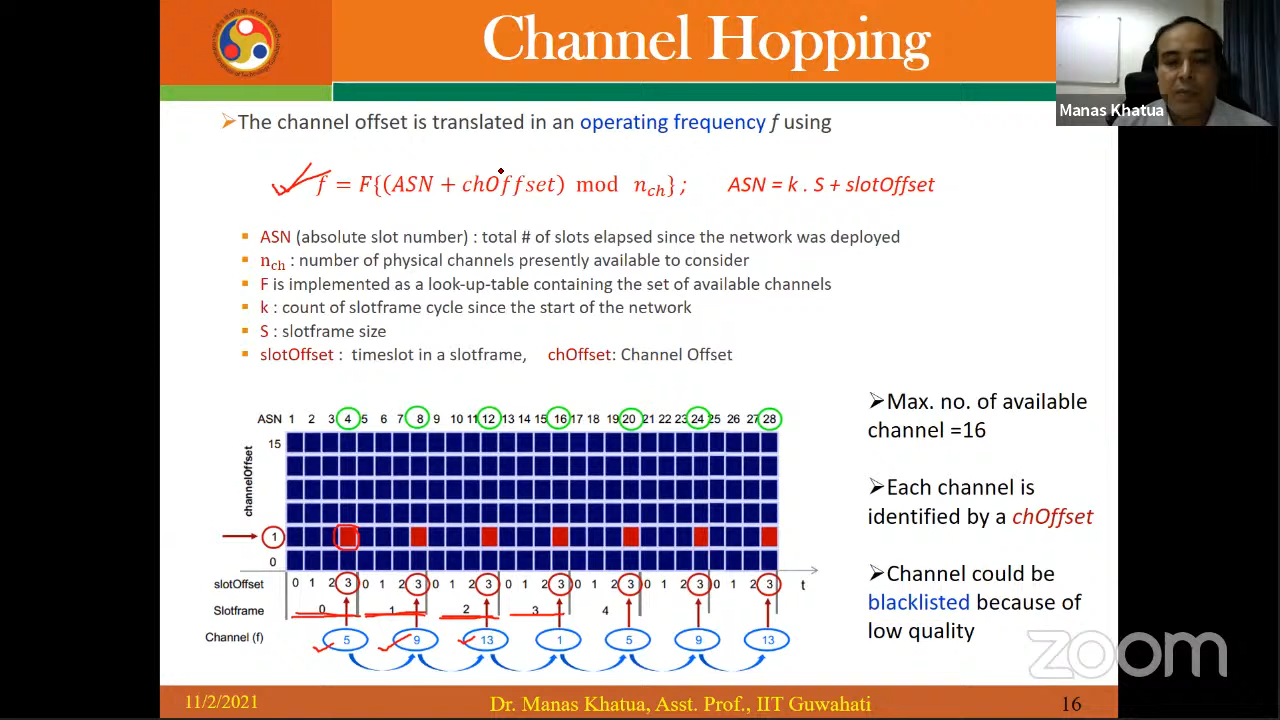 Channel Hopping
Manas Khatua
➢The channel offset is translated in an operating frequency f using
f = F{(ASN + chOffset) mod n_ch} ; ASN = k . S + slotOffset
▪ ASN (absolute slot number) : total # of slots elapsed since the network was deployed
▪ n_ch : number of physical channels presently available to consider
▪ F is implemented as a look-up-table containing the set of available channels
▪ k : count of slotframe cycle since the start of the network
▪ S : slotframe size
▪ slotOffset : timeslot in a slotframe, chOffset: Channel Offset
ASN 1 2 3 4 5 6 7 8 9 10 11 12 13 14 15 16 17 18 19 20 21 22 23 24 25 26 27 28
15
channelOffset
1
0
slotOffset 0 1 2 3 0 1 2 3 0 1 2 3 0 1 2 3 0 1 2 3 0 1 2 3 0 1 2 3 t
Slotframe 0 1 2 3 4
Channel (f) 5 9 13 1 5 9 13
➢Max. no. of available
channel =16
➢Each channel is
identified by a chOffset
➢Channel could be
blacklisted because of
low quality
zoom
11/2/2021 Dr. Manas Khatua, Asst. Prof., IIT Guwahati 16